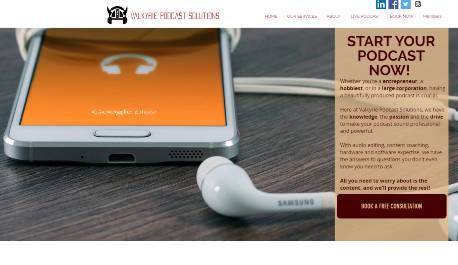 VALKYRIE PODCAST SOLUTIONS
HOME OUR SERVICES ABOUT LIVE PODCAST BOOK NOW Members
START YOUR
PODCAST
NOW!
Whether you're a entrepreneur, a
hobbiest, or in a large corporation, having
a beautifully produced podcast is crucial.
Here at Valkyrie Podcast Solutions, we have
the knowledge, the passion and the drive
to make your podcast sound professional
and powerful.
With audio editing, content coaching,
hardware and software expertise, we have
the answers to questions you don't even
know you need to ask.
All you need to worry about is the
content, and we'll provide the rest!
BOOK A FREE CONSULTATION
Google play
SAMSUNG